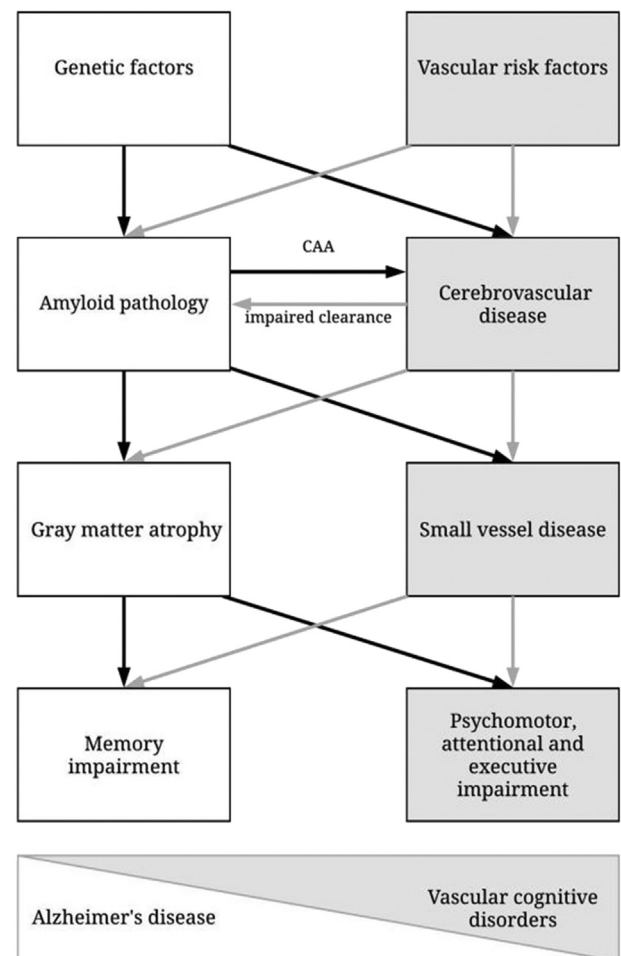 Genetic factors
Vascular risk factors
CAA
Amyloid pathology
Cerebrovascular
disease
impaired clearance
Gray matter atrophy
Small vessel disease
Memory
impairment
Psychomotor,
attentional and
executive
impairment
Alzheimer's disease
Vascular cognitive
disorders